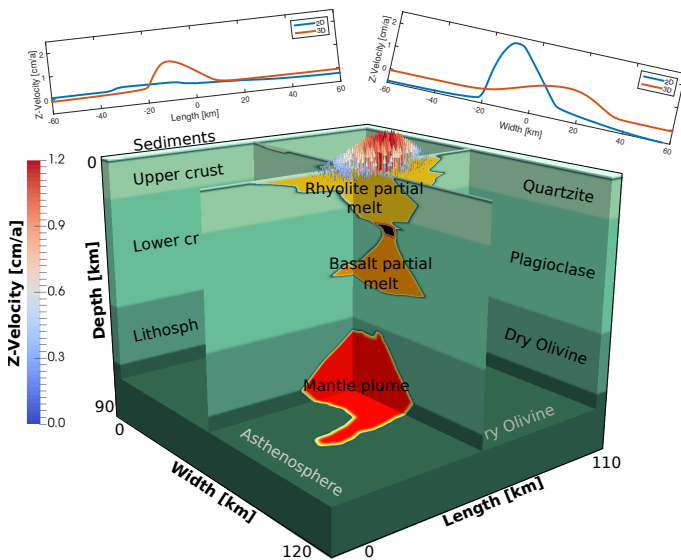 2D
3D
Z-Velocity [cm/a]
2
1
0
-60
-40
-20
0
20
40
60
Length [km]
2D
3D
Z-Velocity [cm/a]
2
1
0
-60
-40
-20
0
20
40
60
Width [km]
Sediments
0
Upper crust
Rhyolite partial
melt
Quartzite
1.2
0.9
0.6
0.3
0.0
Z-Velocity [cm/a]
Depth [km]
Lower cr
Basalt partial
melt
Plagioclase
Lithosph
Dry Olivine
Mantle plume
90
0
Asthenosphere
ry Olivine
Width [km]
Length [km]
110
120
0